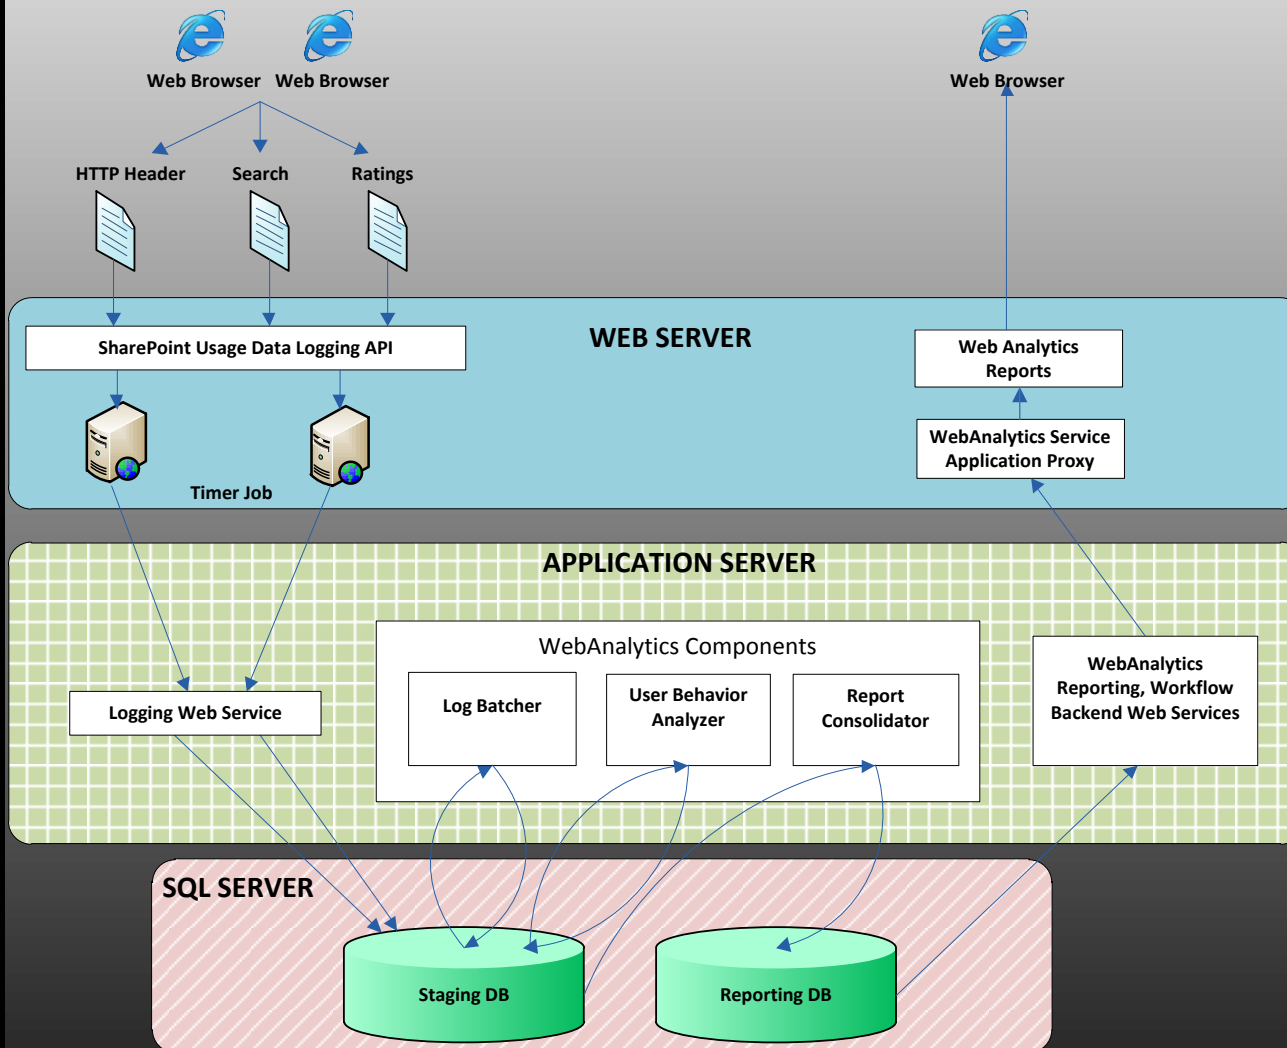 Web Browser
Web Browser
Web Browser
HTTP Header
Search
Ratings
WEB SERVER
SharePoint Usage Data Logging API
Web Analytics
Reports
WebAnalytics Service
Application Proxy
Timer Job
APPLICATION SERVER
WebAnalytics Components
Log Batcher
User Behavior
Analyzer
Report
Consolidator
WebAnalytics
Reporting, Workflow
Backend Web Services
Logging Web Service
SQL SERVER
Staging DB
Reporting DB